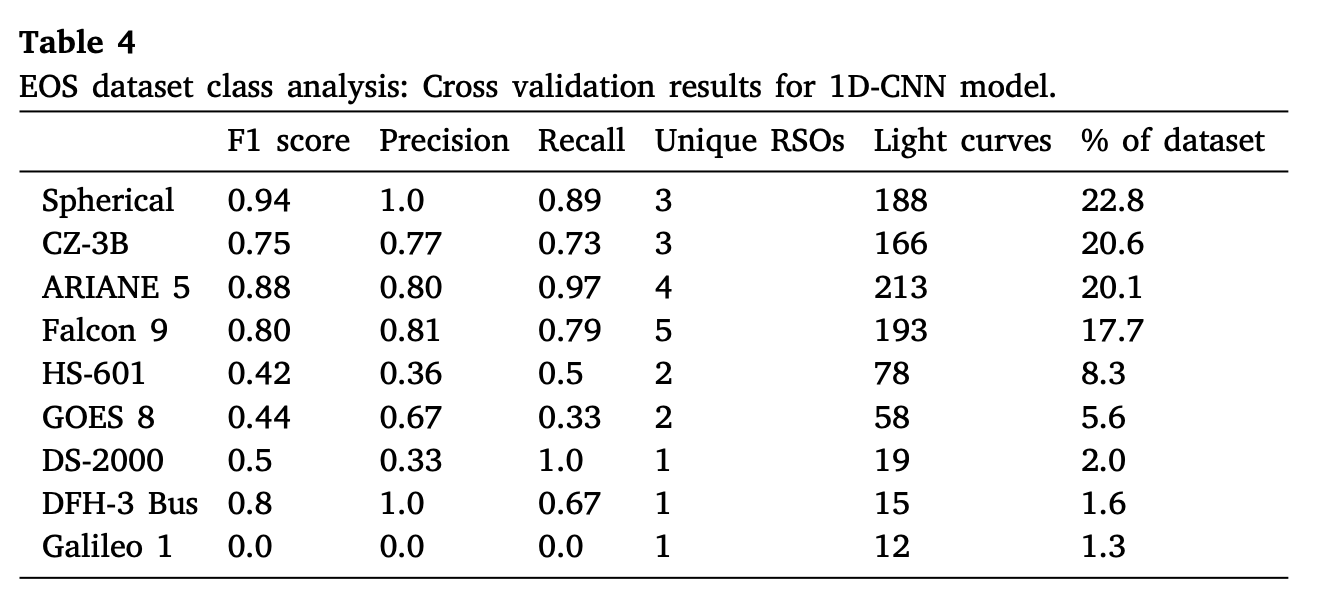 Table 4
EOS dataset class analysis: Cross validation results for 1D-CNN model.
F1 score Precision Recall Unique RSOs Light curves % of dataset
Spherical 0.94 1.0 0.89 3 188 22.8
CZ-3B 0.75 0.77 0.73 3 166 20.6
ARIANE 5 0.88 0.80 0.97 4 213 20.1
Falcon 9 0.80 0.81 0.79 5 193 17.7
HS-601 0.42 0.36 0.5 2 78 8.3
GOES 8 0.44 0.67 0.33 2 58 5.6
DS-2000 0.5 0.33 1.0 1 19 2.0
DFH-3 Bus 0.8 1.0 0.67 1 15 1.6
Galileo 1 0.0 0.0 0.0 1 12 1.3